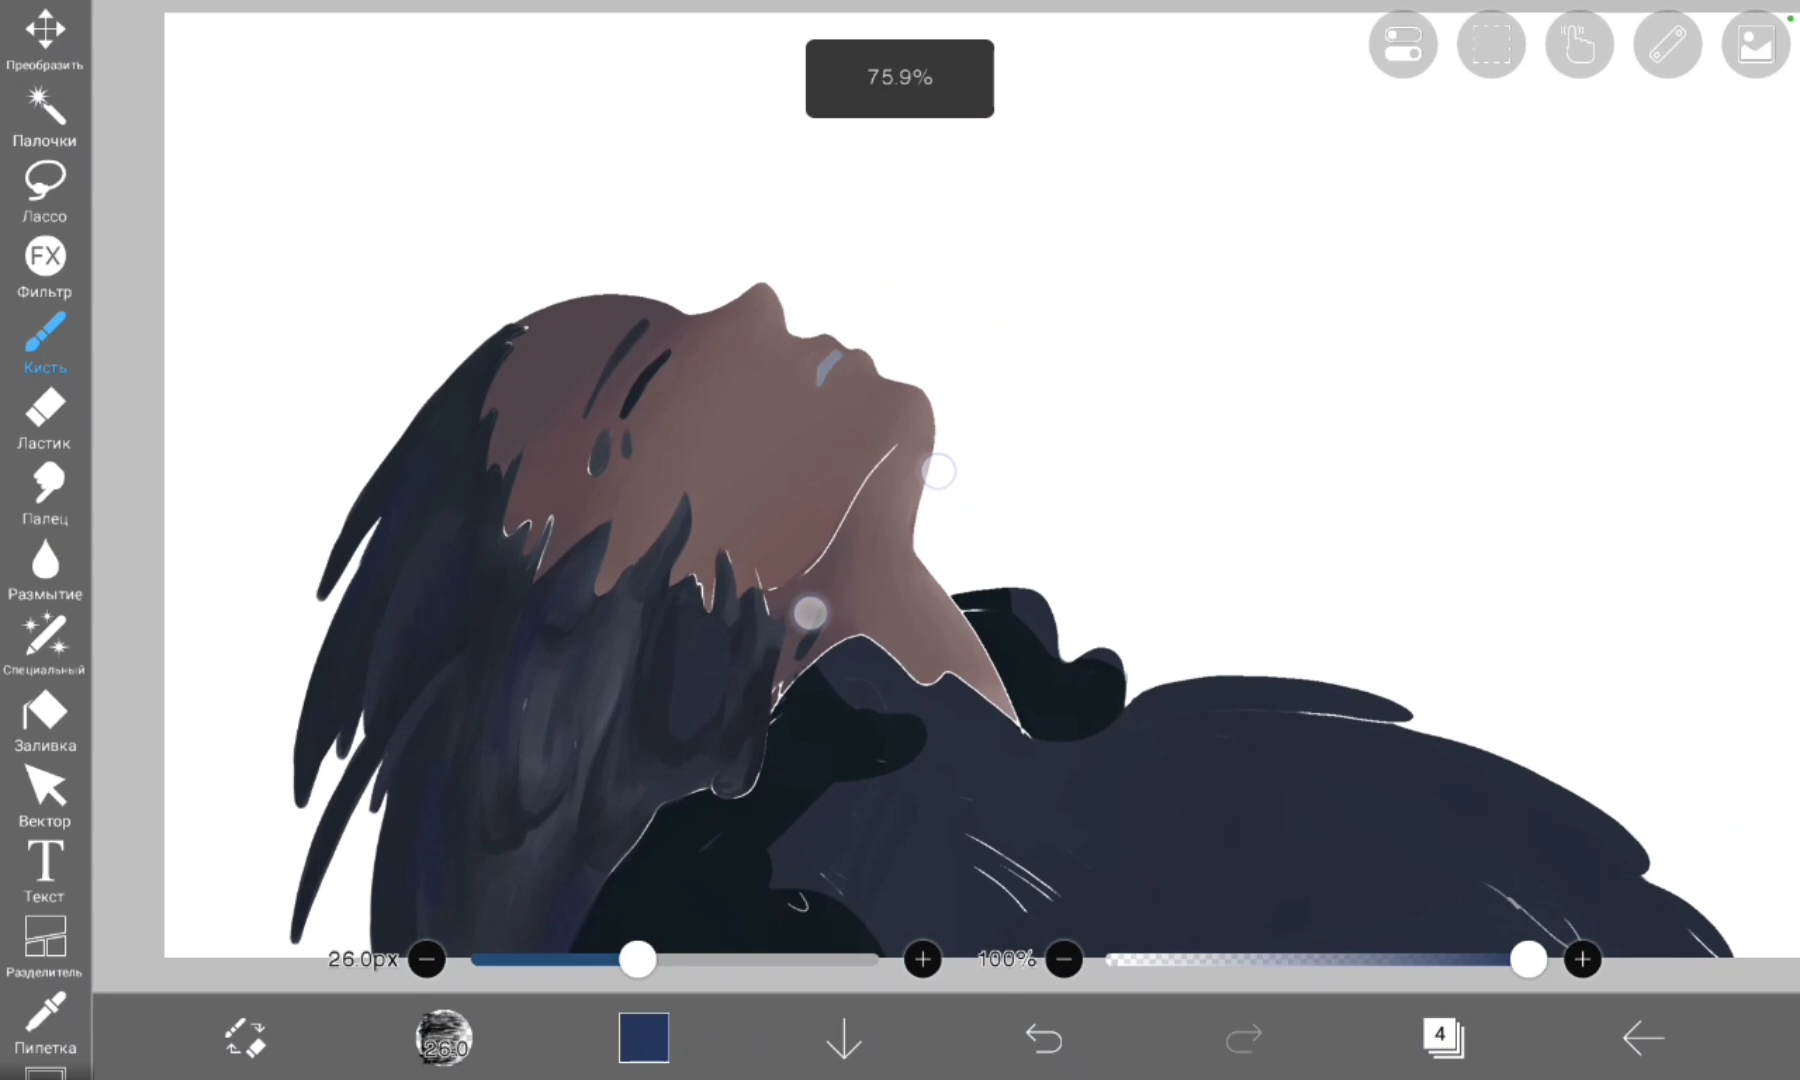 75.9%
Преобразить
Палочки
Лассо
FX
Фильтр
Кисть
Ластик
Палец
Размытие
Специальный
Заливка
Вектор
T
Текст
Разделитель
Пипетка
26.0px
100%
26.0
4